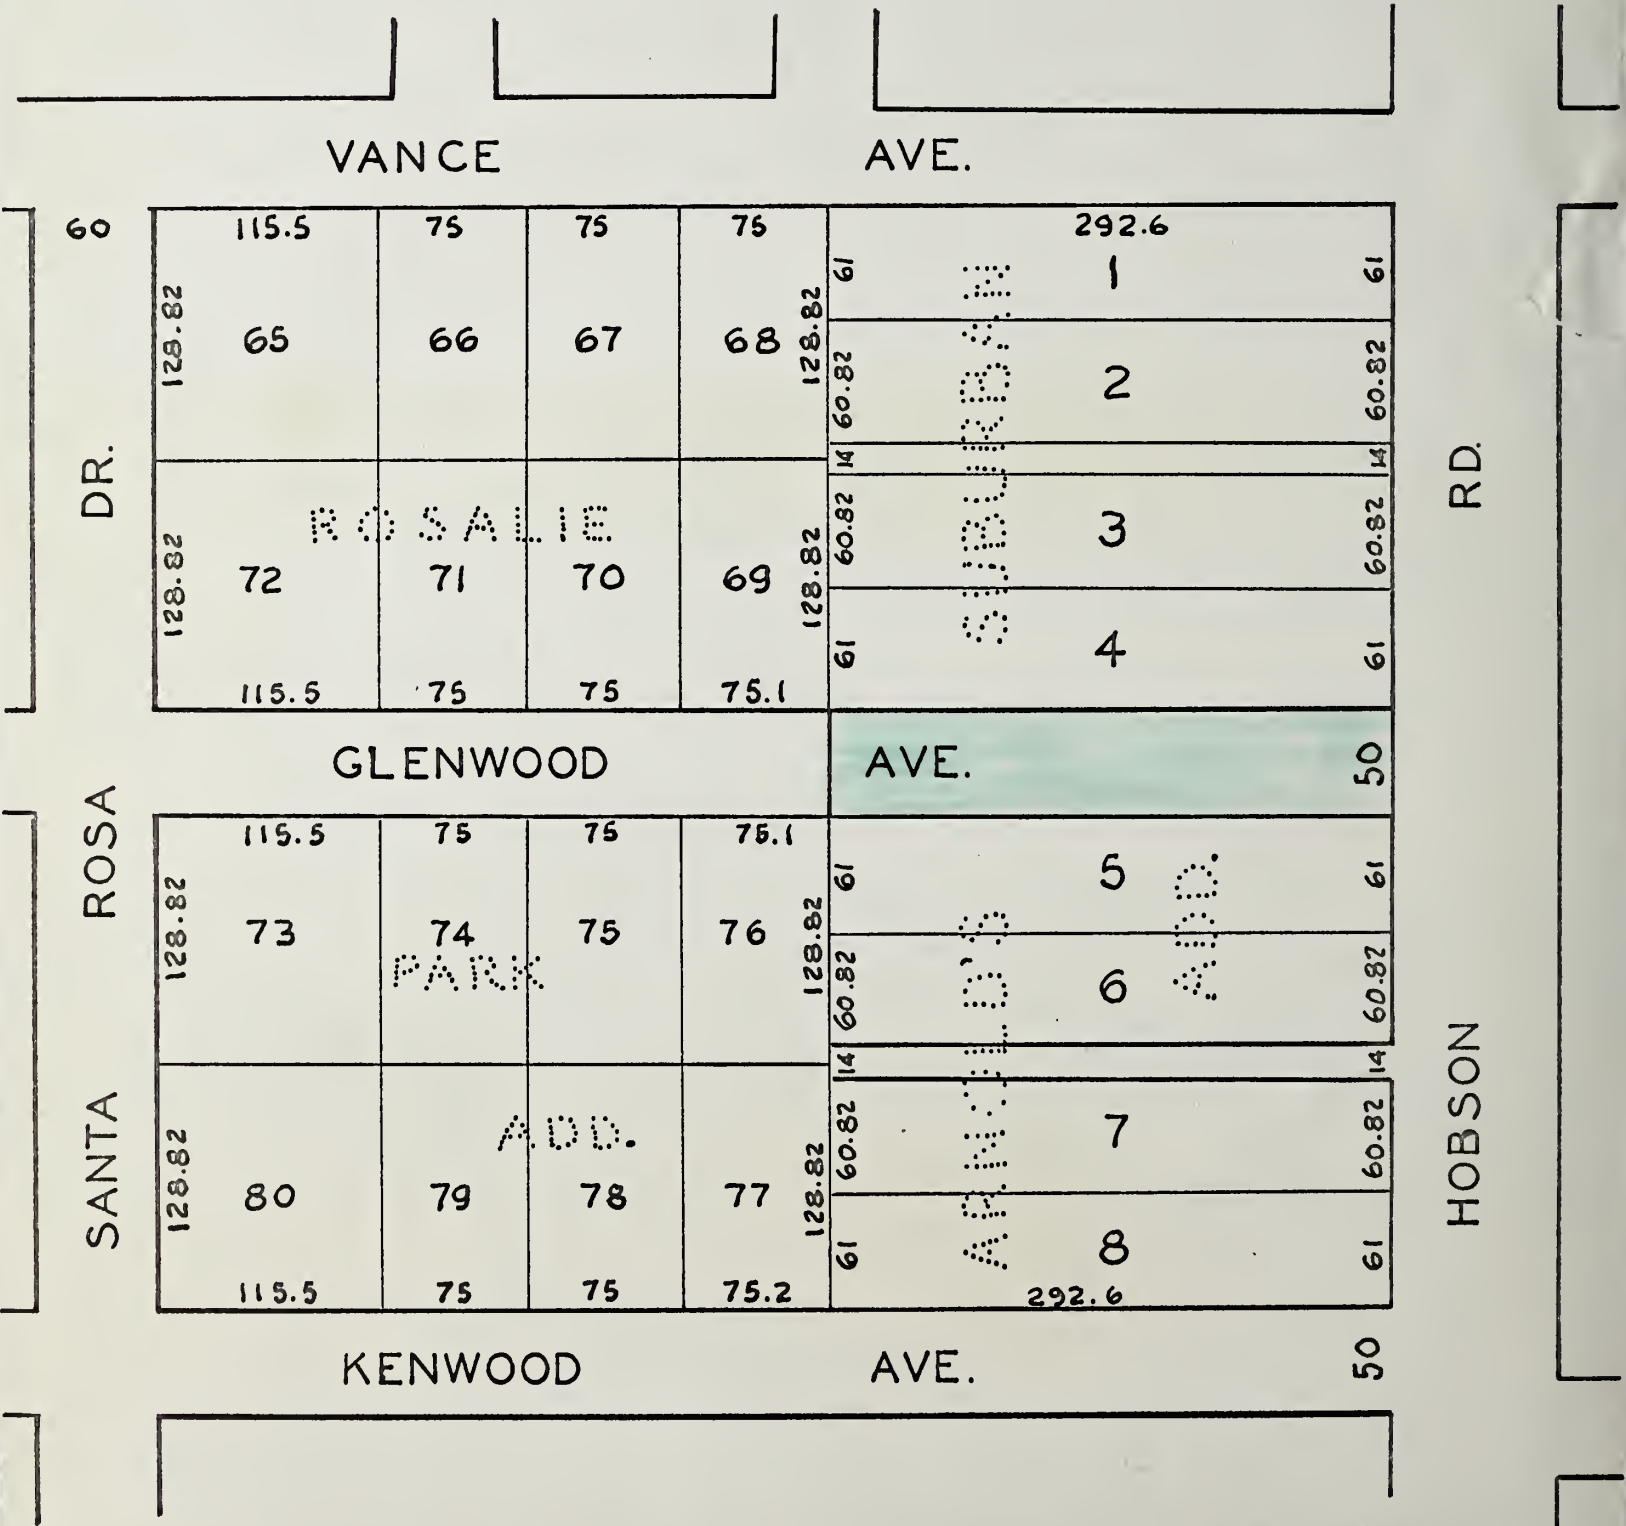 VANCE AVE.
60
115.5 75 75 75 292.6
128.82 128.82 61 1 61
65 66 67 68
60.82 2 60.82
14 14
ROSALIE
128.82 128.82 60.82 3 60.82
72 71 70 69
61 4 61
115.5 75 75 75.1
SUBURBAN
GLENWOOD AVE. 50
115.5 75 75 75.1
128.82 128.82 61 5 61
73 74 75 76
PARK
60.82 6 60.82
14 14
ADD.
128.82 128.82 60.82 7 60.82
80 79 78 77
61 8 61
115.5 75 75 75.2 292.6
ARNOLD'S
ADD.
KENWOOD AVE. 50
SANTA ROSA DR.
HOBSON RD.